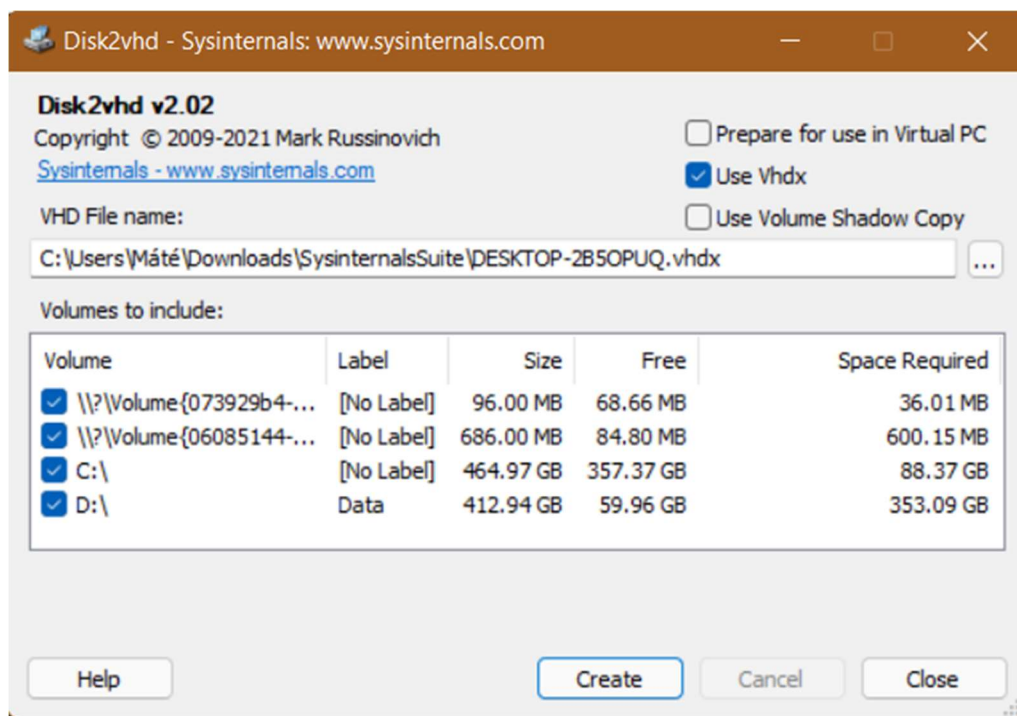 Disk2vhd - Sysinternals: www.sysinternals.com
Disk2vhd v2.02
Copyright © 2009-2021 Mark Russinovich
Sysinternals - www.sysinternals.com
Prepare for use in Virtual PC
Use Vhdx
Use Volume Shadow Copy
VHD File name:
C:\Users\Máté\Downloads\SysinternalsSuite\DESKTOP-2B5OPUQ.vhdx
...
Volumes to include:
Volume Label Size Free Space Required
\\?\Volume{073929b4-... [No Label] 96.00 MB 68.66 MB 36.01 MB
\\?\Volume{06085144-... [No Label] 686.00 MB 84.80 MB 600.15 MB
C:\ [No Label] 464.97 GB 357.37 GB 88.37 GB
D:\ Data 412.94 GB 59.96 GB 353.09 GB
Help Create Cancel Close